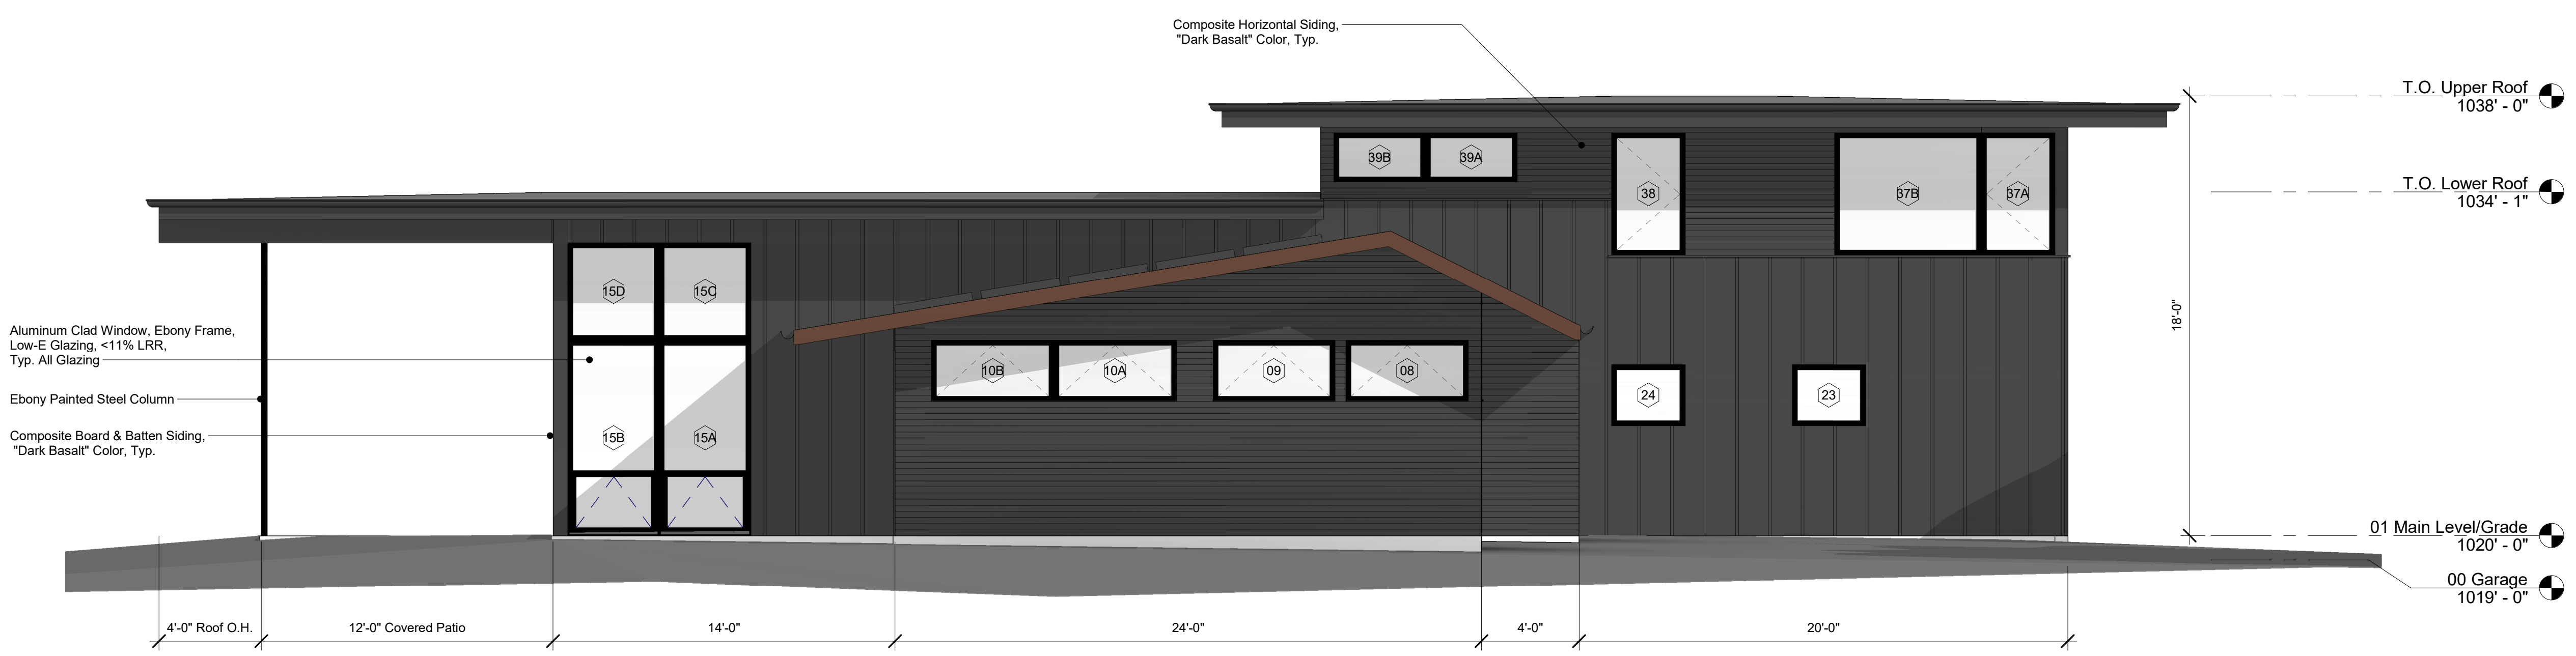 Composite Horizontal Siding,
"Dark Basalt" Color, Typ.
T.O. Upper Roof
1038' - 0"
39B
39A
38
37B
37A
T.O. Lower Roof
1034' - 1"
15D
15C
18'-0"
Aluminum Clad Window, Ebony Frame,
Low-E Glazing, <11% LRR,
Typ. All Glazing
10B
10A
09
08
24
23
Ebony Painted Steel Column
Composite Board & Batten Siding,
"Dark Basalt" Color, Typ.
15B
15A
01 Main Level/Grade
1020' - 0"
00 Garage
1019' - 0"
4'-0" Roof O.H.
12'-0" Covered Patio
14'-0"
24'-0"
4'-0"
20'-0"